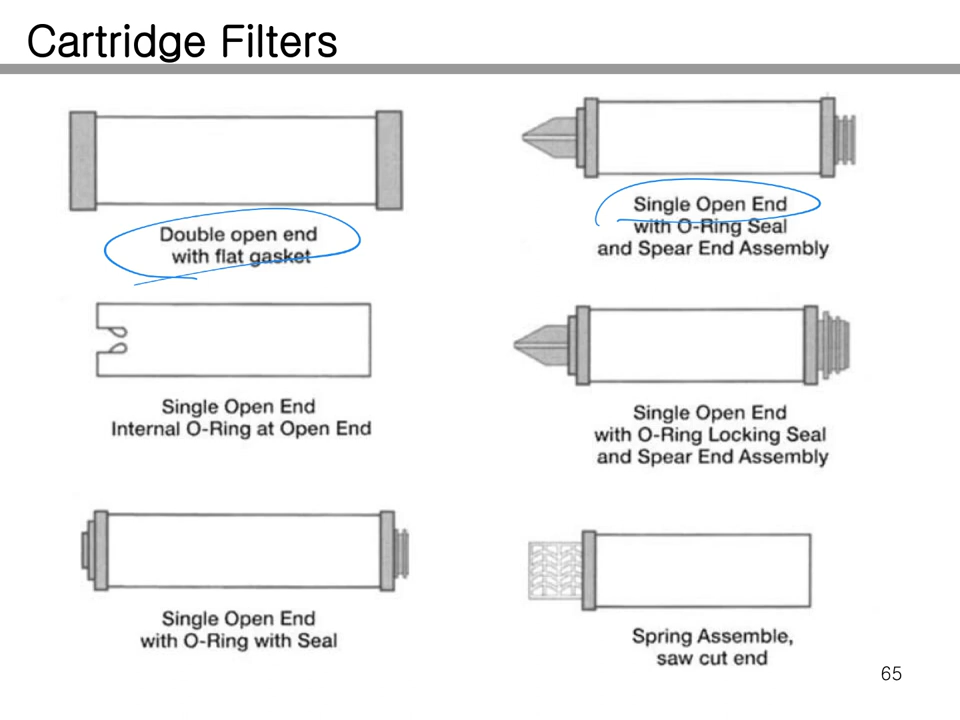 Cartridge Filters
Double open end
with flat gasket
Single Open End
with O-Ring Seal
and Spear End Assembly
Single Open End
Internal O-Ring at Open End
Single Open End
with O-Ring Locking Seal
and Spear End Assembly
Single Open End
with O-Ring with Seal
Spring Assemble,
saw cut end
65